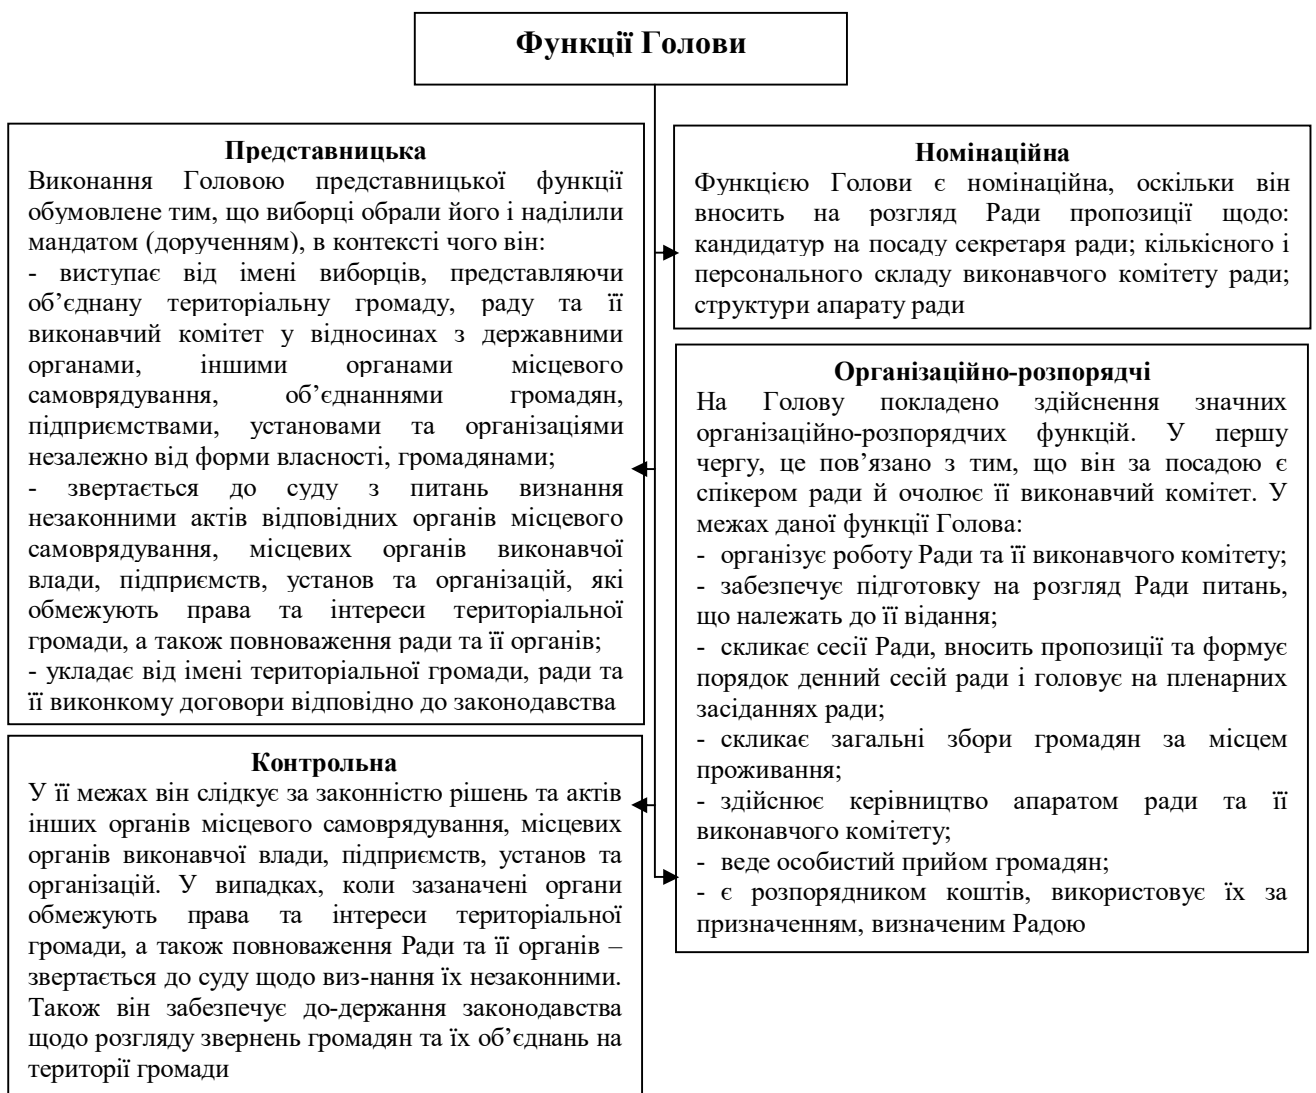 Функції Голови
Представницька
Виконання Головою представницької функції
обумовлене тим, що виборці обрали його і наділили
мандатом (дорученням), в контексті чого він:
- виступає від імені виборців, представляючи
об’єднану територіальну громаду, раду та її
виконавчий комітет у відносинах з державними
органами, іншими органами місцевого
самоврядування, об’єднаннями громадян,
підприємствами, установами та організаціями
незалежно від форми власності, громадянами;
- звертається до суду з питань визнання
незаконними актів відповідних органів місцевого
самоврядування, місцевих органів виконавчої
влади, підприємств, установ та організацій, які
обмежують права та інтереси територіальної
громади, а також повноваження ради та її органів;
- укладає від імені територіальної громади, ради та
її виконкому договори відповідно до законодавства
Номінаційна
Функцією Голови є номінаційна, оскільки він
вносить на розгляд Ради пропозиції щодо:
кандидатур на посаду секретаря ради; кількісного і
персонального складу виконавчого комітету ради;
структури апарату ради
Організаційно-розпорядчі
На Голову покладено здійснення значних
організаційно-розпорядчих функцій. У першу
чергу, це пов’язано з тим, що він за посадою є
спікером ради й очолює її виконавчий комітет. У
межах даної функції Голова:
- організує роботу Ради та її виконавчого комітету;
- забезпечує підготовку на розгляд Ради питань,
що належать до її відання;
- скликає сесії Ради, вносить пропозиції та формує
порядок денний сесій ради і головує на пленарних
засіданнях ради;
- скликає загальні збори громадян за місцем
проживання;
- здійснює керівництво апаратом ради та її
виконавчого комітету;
- веде особистий прийом громадян;
- є розпорядником коштів, використовує їх за
призначенням, визначеним Радою
Контрольна
У її межах він слідкує за законністю рішень та актів
інших органів місцевого самоврядування, місцевих
органів виконавчої влади, підприємств, установ та
організацій. У випадках, коли зазаначені органи
обмежують права та інтереси територіальної
громади, а також повноваження Ради та її органів –
звертається до суду щодо виз-нання їх незаконними.
Також він забезпечує до-держання законодавства
щодо розгляду звернень громадян та їх об’єднань на
території громади